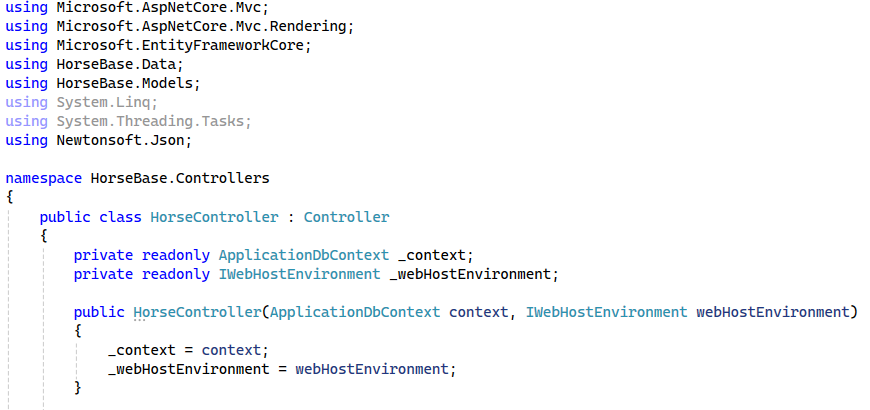 using Microsoft.AspNetCore.Mvc;
using Microsoft.AspNetCore.Mvc.Rendering;
using Microsoft.EntityFrameworkCore;
using HorseBase.Data;
using HorseBase.Models;
using System.Linq;
using System.Threading.Tasks;
using Newtonsoft.Json;

namespace HorseBase.Controllers
{
    public class HorseController : Controller
    {
        private readonly ApplicationDbContext _context;
        private readonly IWebHostEnvironment _webHostEnvironment;

        public HorseController(ApplicationDbContext context, IWebHostEnvironment webHostEnvironment)
        {
            _context = context;
            _webHostEnvironment = webHostEnvironment;
        }